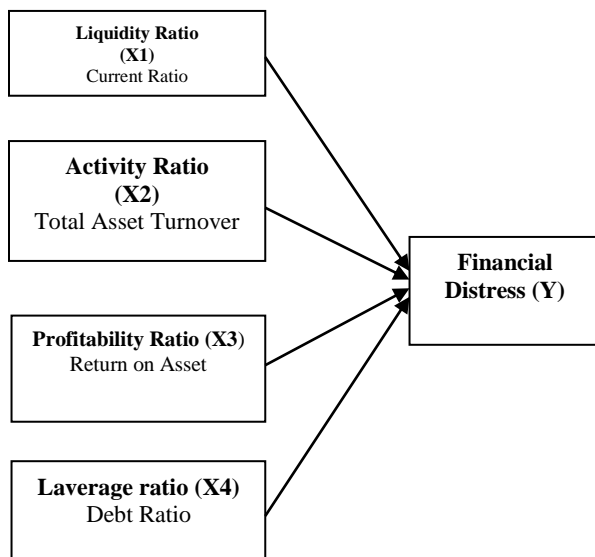 Liquidity Ratio
(X1)
Current Ratio
Activity Ratio
(X2)
Total Asset Turnover
Financial
Distress (Y)
Profitability Ratio (X3)
Return on Asset
Laverage ratio (X4)
Debt Ratio